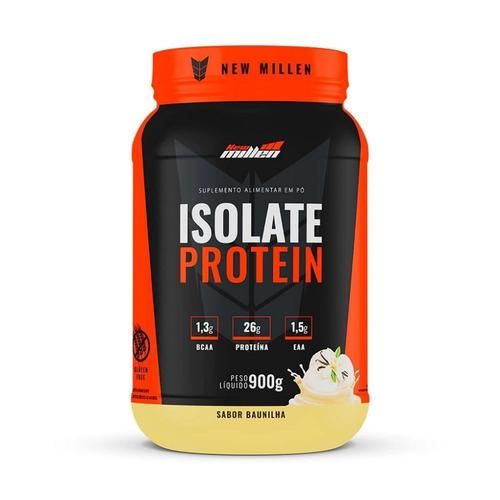 NEW MILLEN
New
millen
SUPLEMENTO ALIMENTAR EM PÓ
ISOLATE
PROTEIN
1,3g 26g 1,5g
BCAA PROTEÍNA EAA
GLÚTEN
FREE
PESO
LÍQUIDO 900g
SABOR BAUNILHA